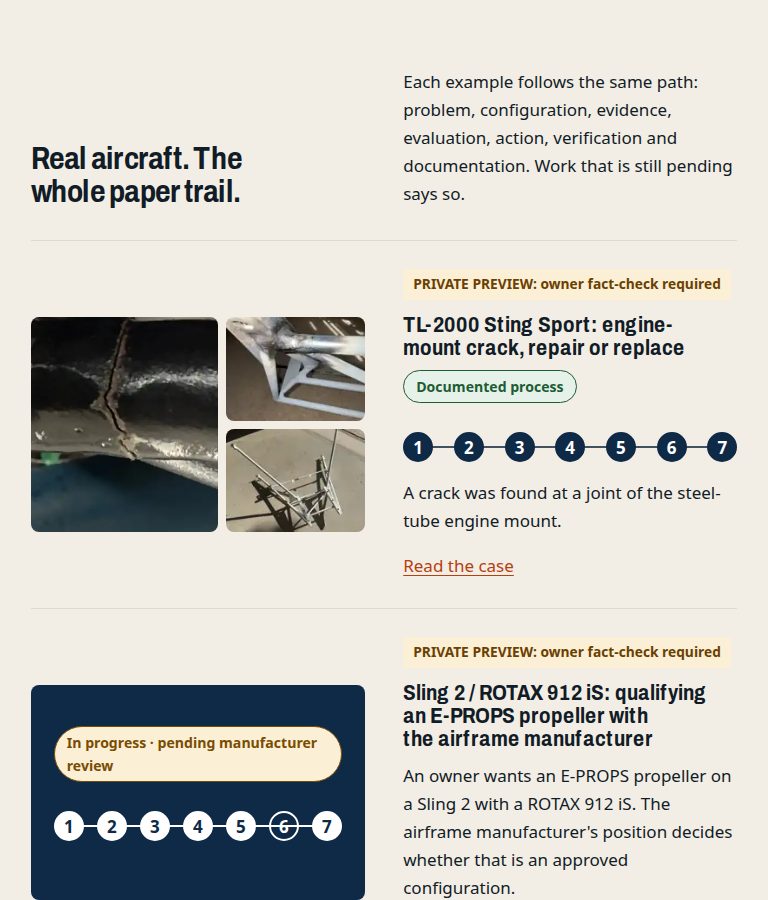 Each example follows the same path:
problem, configuration, evidence,
evaluation, action, verification and
documentation. Work that is still pending
says so.
Real aircraft. The
whole paper trail.
PRIVATE PREVIEW: owner fact-check required
TL-2000 Sting Sport: engine-
mount crack, repair or replace
Documented process
1 2 3 4 5 6 7
A crack was found at a joint of the steel-
tube engine mount.
Read the case
PRIVATE PREVIEW: owner fact-check required
Sling 2 / ROTAX 912 iS: qualifying
an E-PROPS propeller with
the airframe manufacturer
In progress · pending manufacturer
review
1 2 3 4 5 6 7
An owner wants an E-PROPS propeller on
a Sling 2 with a ROTAX 912 iS. The
airframe manufacturer's position decides
whether that is an approved
configuration.